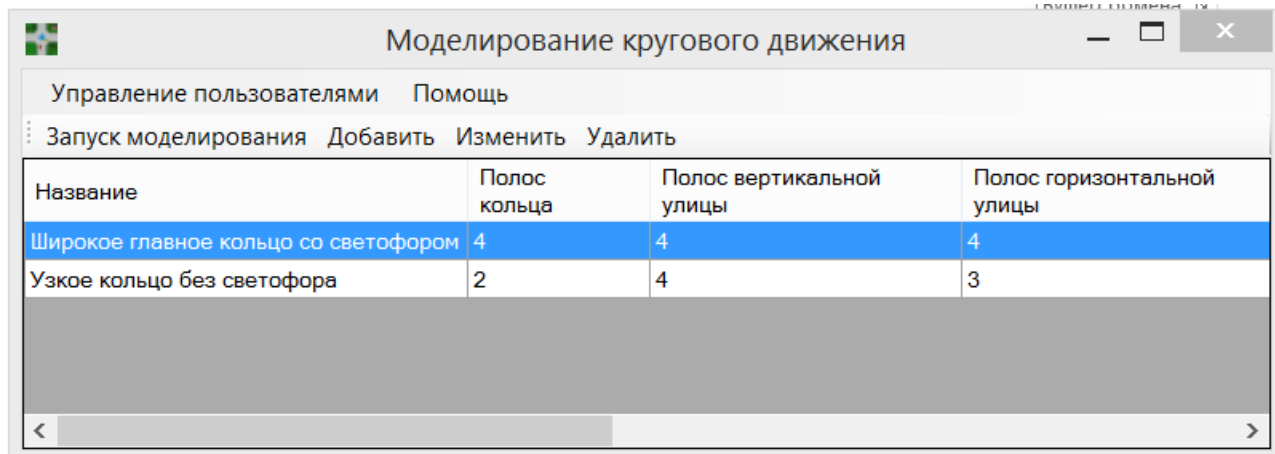 Моделирование кругового движения
Управление пользователями Помощь
Запуск моделирования Добавить Изменить Удалить
Название Полос кольца Полос вертикальной улицы Полос горизонтальной улицы
Широкое главное кольцо со светофором 4 4 4
Узкое кольцо без светофора 2 4 3